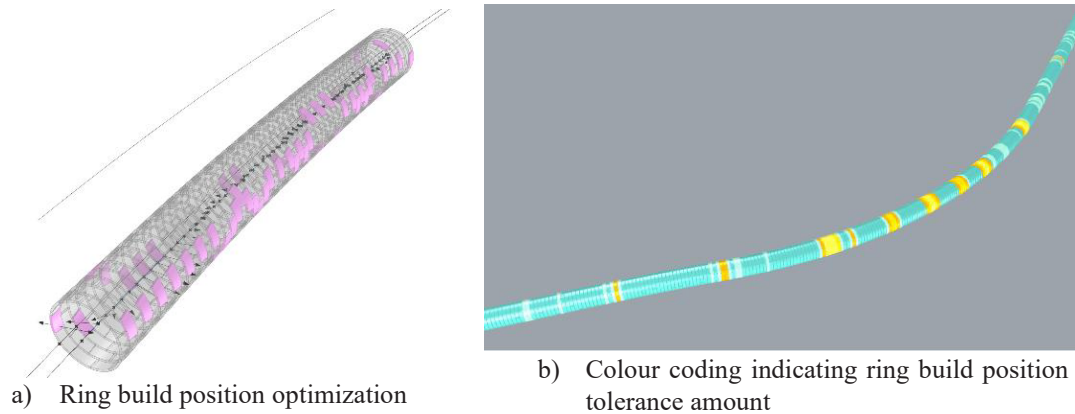 a) Ring build position optimization
b) Colour coding indicating ring build position
tolerance amount